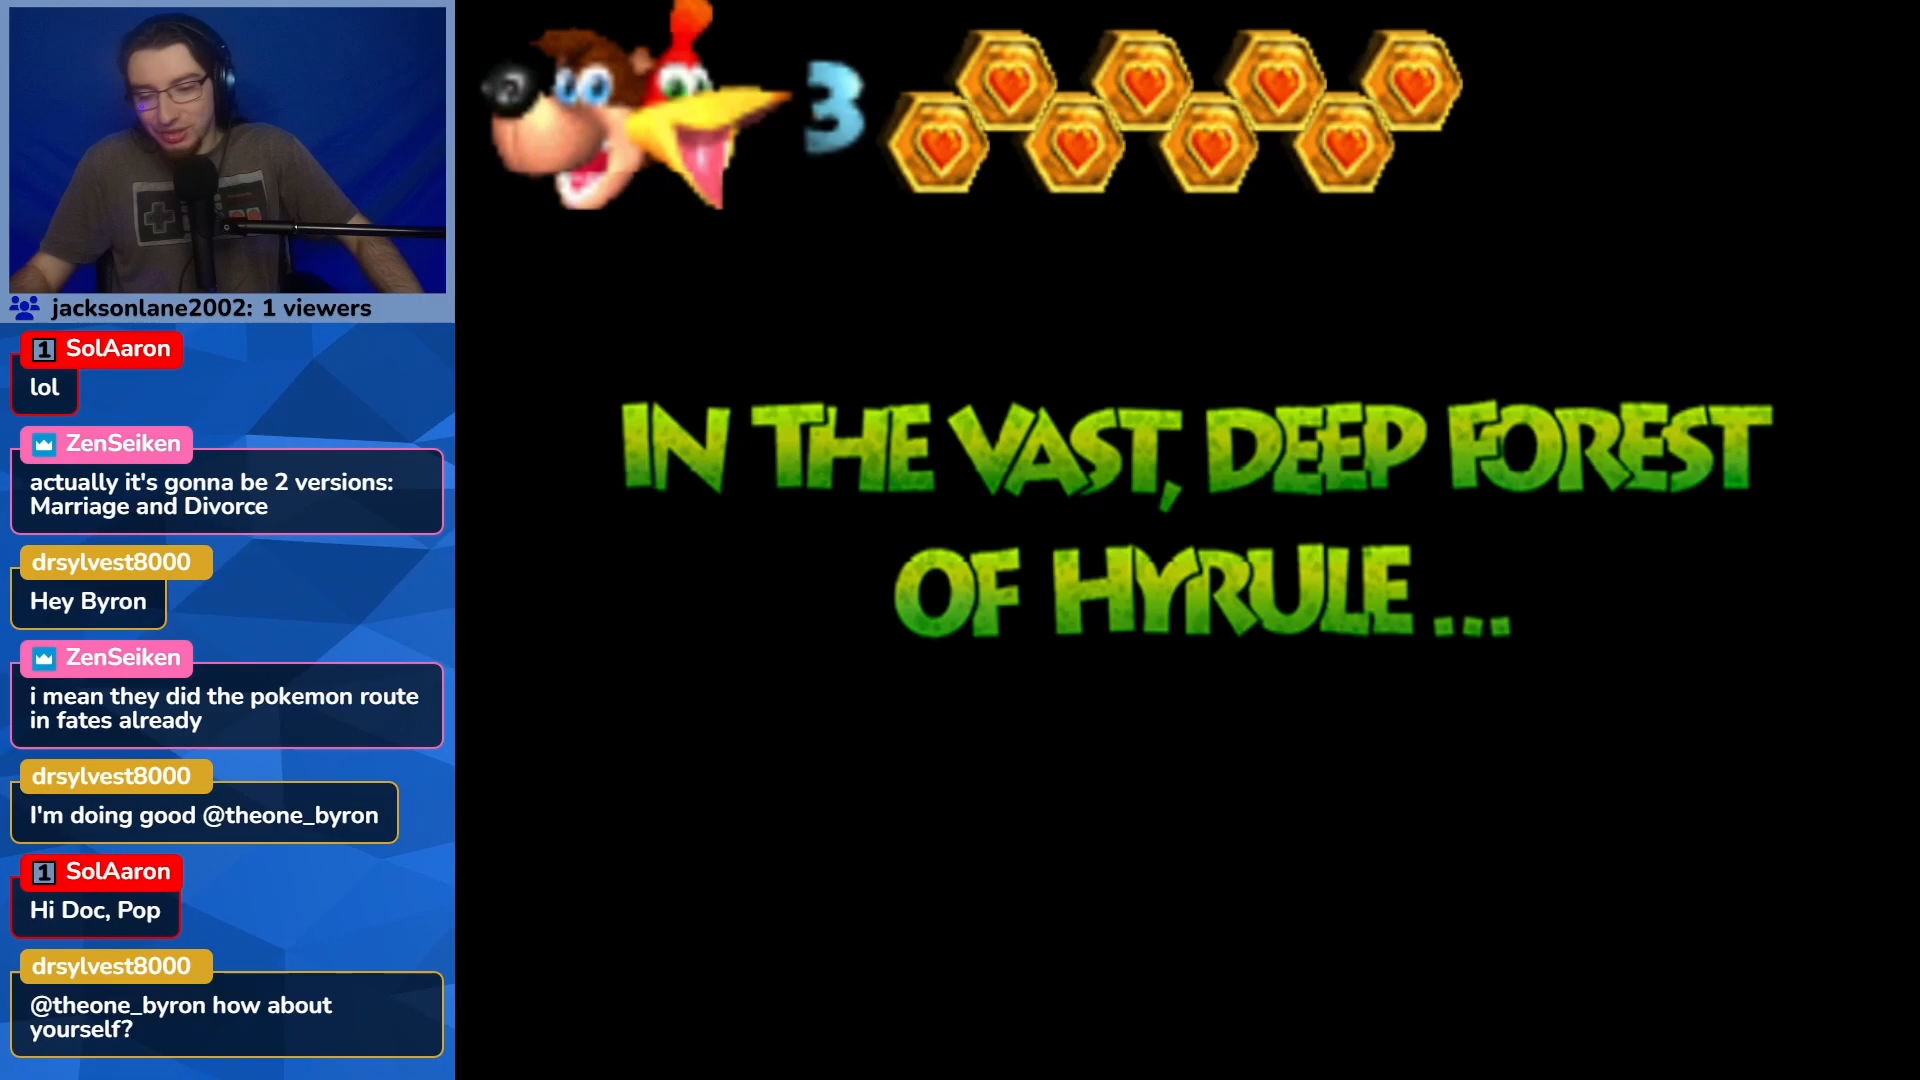 jacksonlane2002: 1 viewers
1 SolAaron
lol
ZenSeiken
actually it's gonna be 2 versions:
Marriage and Divorce
drsylvest8000
Hey Byron
ZenSeiken
i mean they did the pokemon route
in fates already
drsylvest8000
I'm doing good @theone_byron
1 SolAaron
Hi Doc, Pop
drsylvest8000
@theone_byron how about
yourself?
3
IN THE VAST, DEEP FOREST
OF HYRULE...